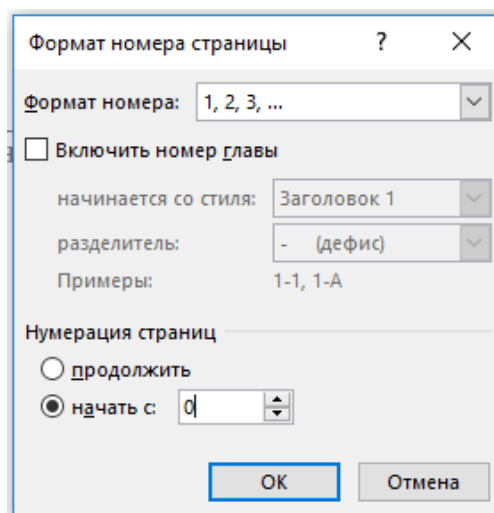 Формат номера страницы ?
Формат номера: 1, 2, 3, ...
Включить номер главы
начинается со стиля: Заголовок 1
разделитель: - (дефис)
Примеры: 1-1, 1-A
Нумерация страниц
продолжить
начать с: 0
ОК Отмена